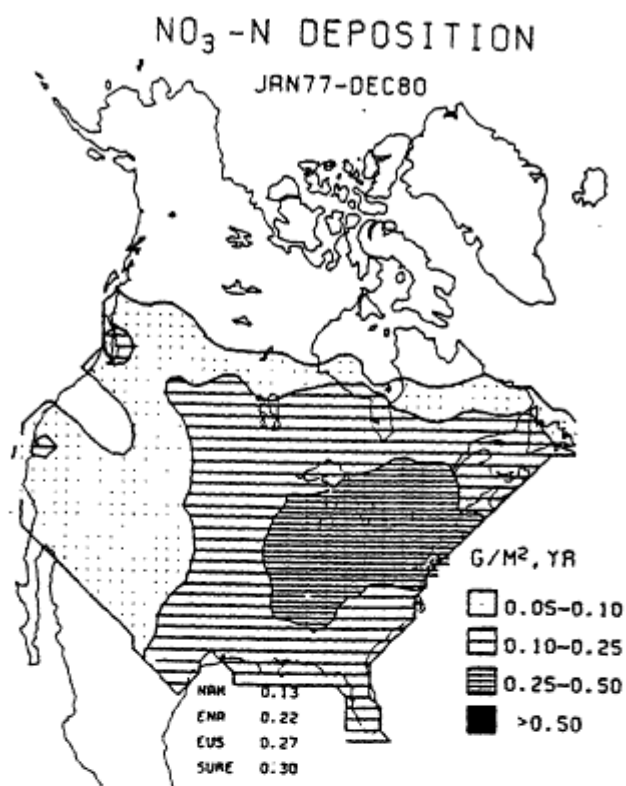 NO₃-N DEPOSITION
JAN77-DEC80
G/M², YR
0.05-0.10
0.10-0.25
0.25-0.50
>0.50
NAM 0.13
ENA 0.22
EUS 0.27
SURE 0.30